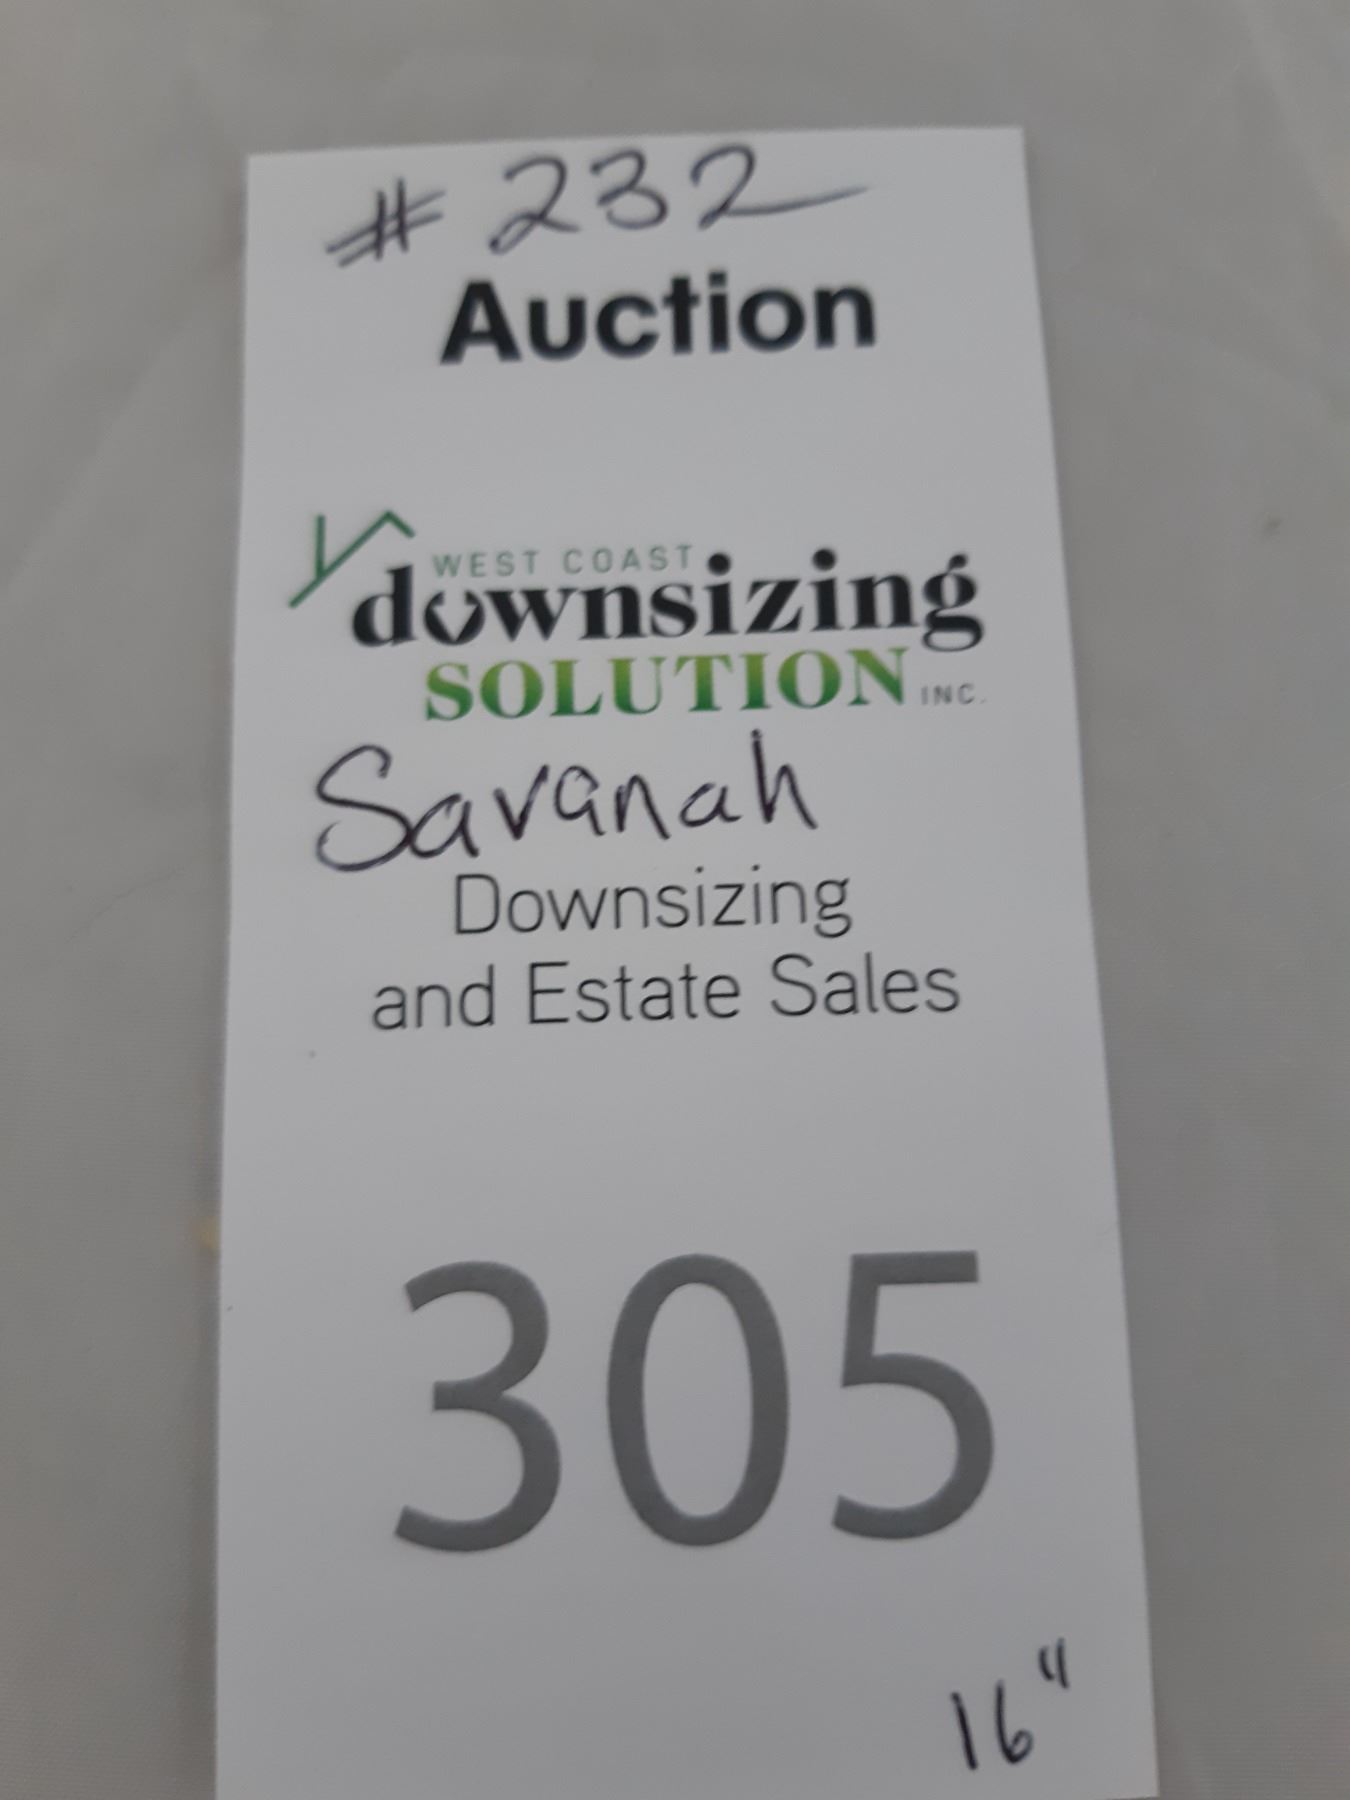 # 232
Auction
WEST COAST
downsizing
SOLUTION INC.
Savanah
Downsizing
and Estate Sales
305
16"